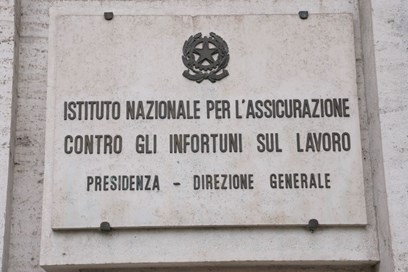 ISTITUTO NAZIONALE PER L'ASSICURAZIONE
CONTRO GLI INFORTUNI SUL LAVORO
PRESIDENZA - DIREZIONE GENERALE